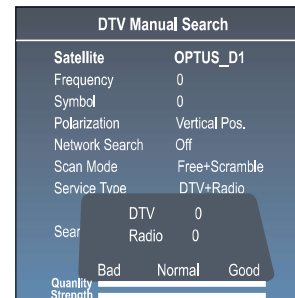 DTV Manual Search
Satellite OPTUS_D1
Frequency 0
Symbol 0
Polarization Vertical Pos.
Network Search Off
Scan Mode Free+Scramble
Service Type DTV+Radio
DTV 0
Sear
Radio 0
Bad Normal Good
Quanlity
Strength